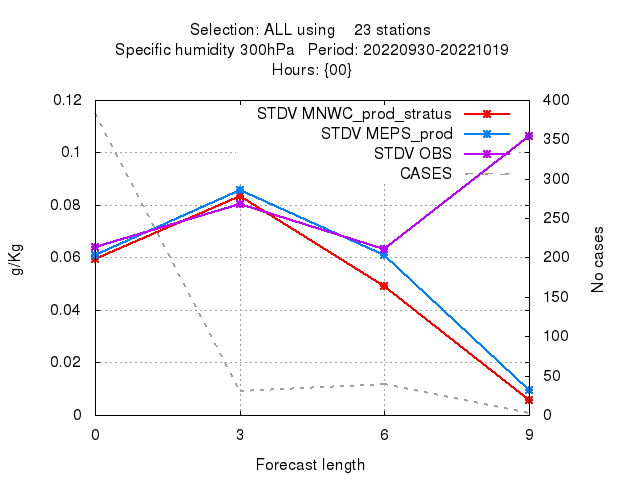 Selection: ALL using    23 stations
Specific humidity 300hPa   Period: 20220930-20221019
Hours: {00}
STDV MNWC_prod_stratus
STDV MEPS_prod
STDV OBS
CASES
g/Kg
0.12
0.1
0.08
0.06
0.04
0.02
0
400
350
300
250
200
150
100
50
0
No cases
0 3 6 9
Forecast length